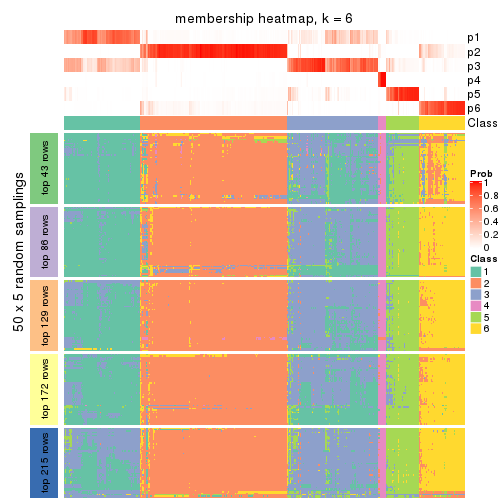 membership heatmap, k = 6
p1
p2
p3
p4
p5
p6
Class
50 x 5 random samplings
top 43 rows
top 86 rows
top 129 rows
top 172 rows
top 215 rows
Prob
1
0.8
0.6
0.4
0.2
0
Class
1
2
3
4
5
6